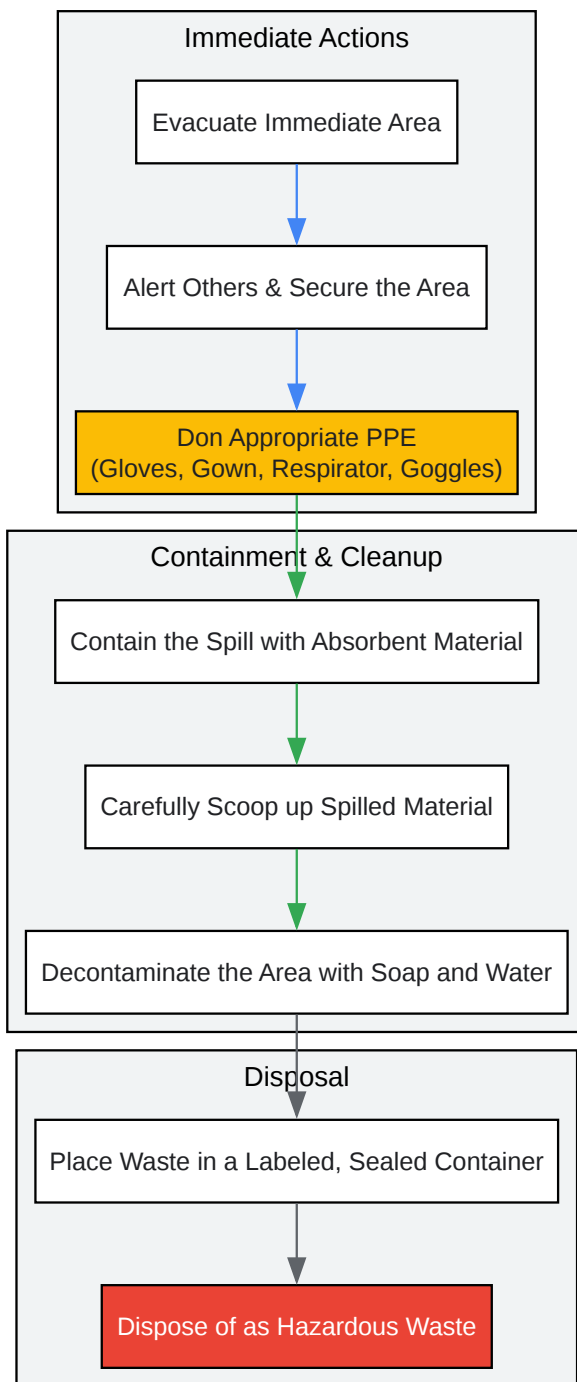 Immediate Actions
Evacuate Immediate Area
Alert Others & Secure the Area
Don Appropriate PPE
(Gloves, Gown, Respirator, Goggles)
Containment & Cleanup
Contain the Spill with Absorbent Material
Carefully Scoop up Spilled Material
Decontaminate the Area with Soap and Water
Disposal
Place Waste in a Labeled, Sealed Container
Dispose of as Hazardous Waste